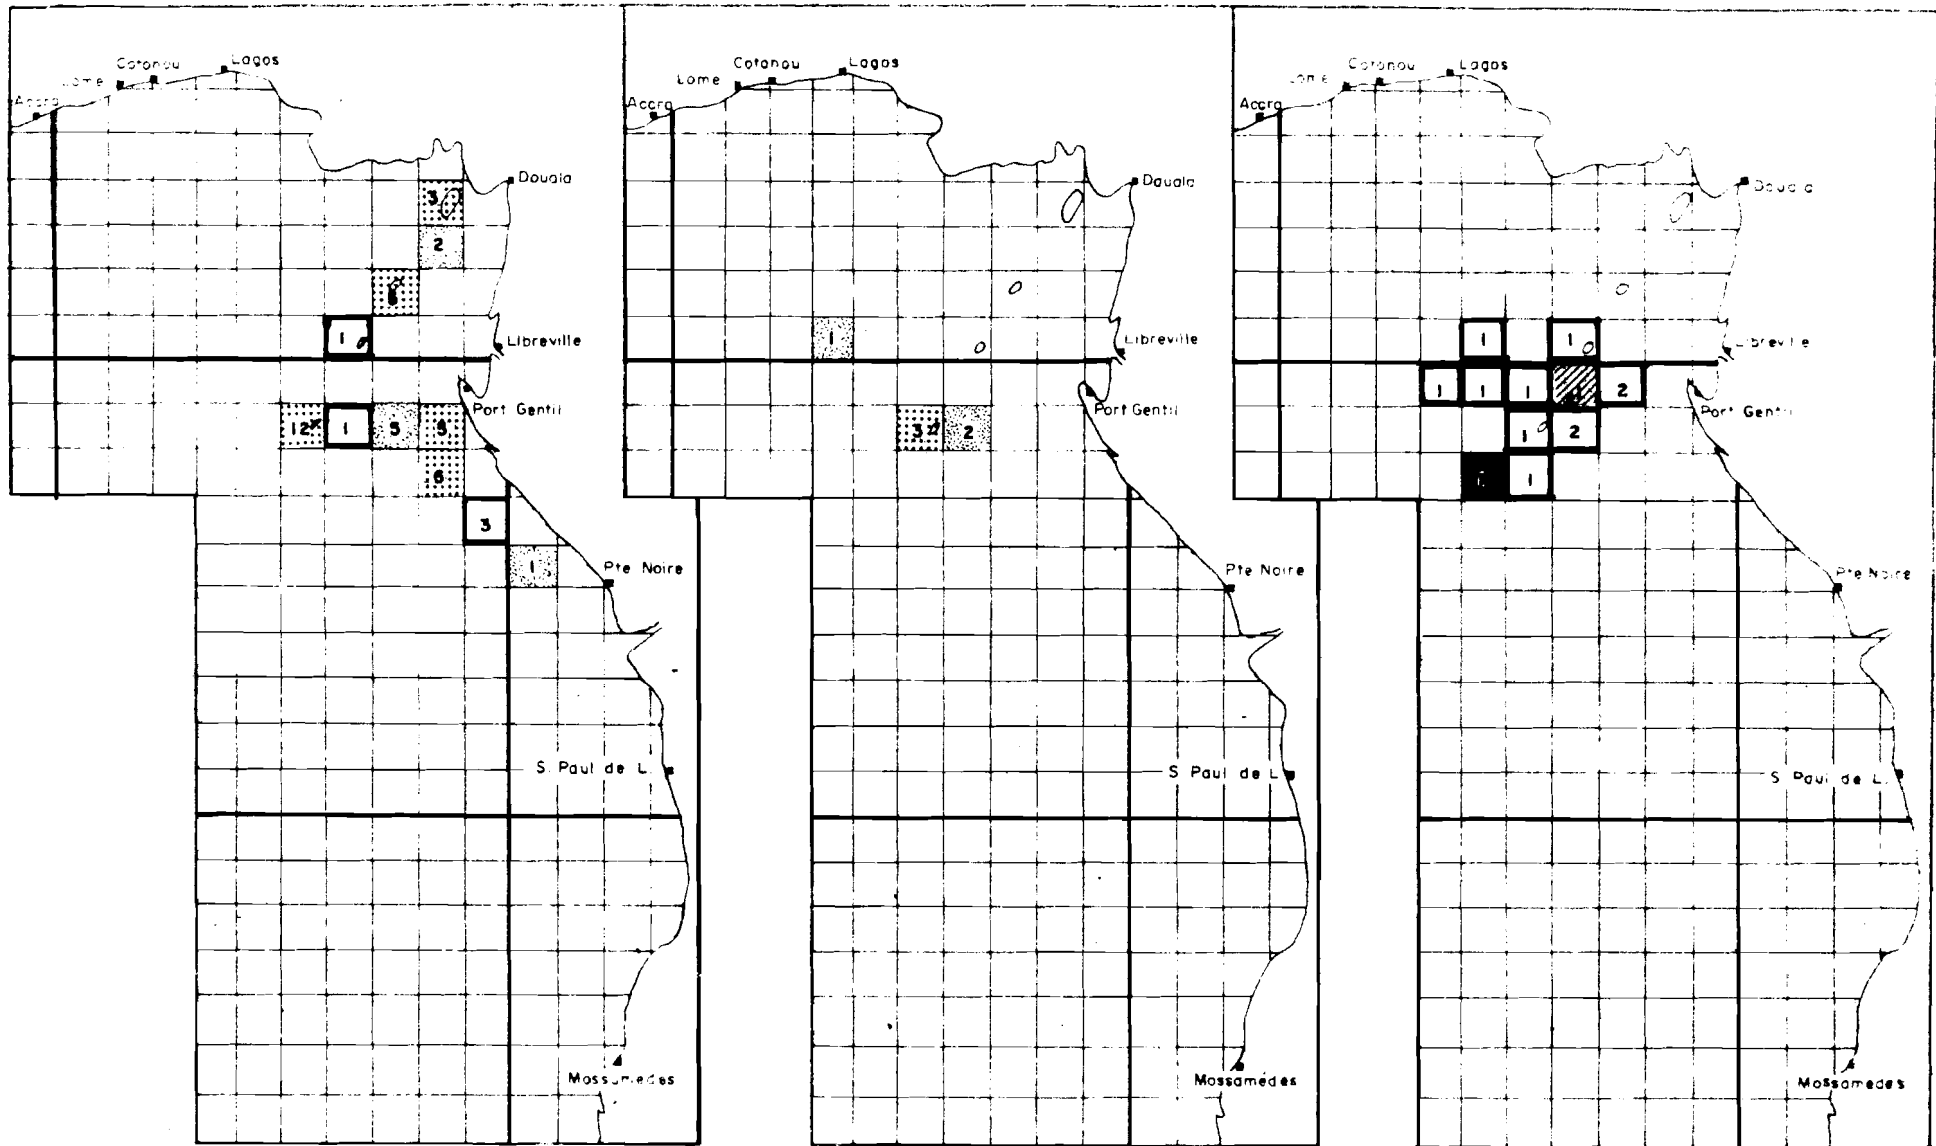 Cotonou
Lagos
Lome
Accra
Douala
3
2
1
Libreville
Port Gentil
12
1
5
5
6
3
1
Pte Noire
S. Paul de L.
Mossamedes
Cotonou
Lagos
Lome
Accra
Douala
1
Libreville
Port Gentil
3
2
Pte Noire
S Paul de L
Mossamédes
Cotonou
Lagos
Lome
Accra
Douala
1
1
Libreville
1
1
1
2
Port Gentil
1
2
1
Pte Noire
S Paul de L.
Mossamedes